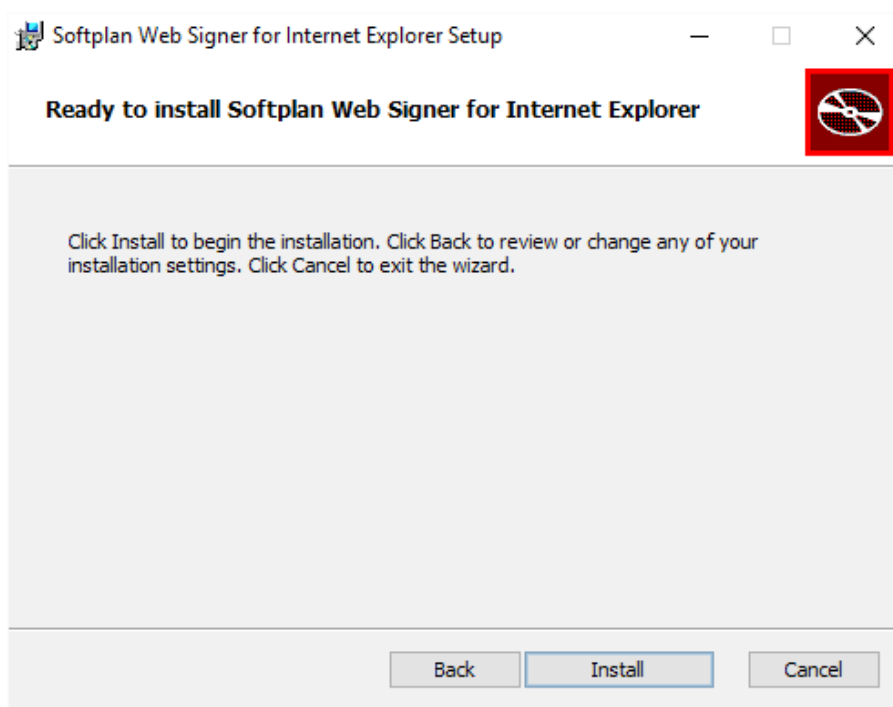 Softplan Web Signer for Internet Explorer Setup
Ready to install Softplan Web Signer for Internet Explorer
Click Install to begin the installation. Click Back to review or change any of your
installation settings. Click Cancel to exit the wizard.
Back Install Cancel